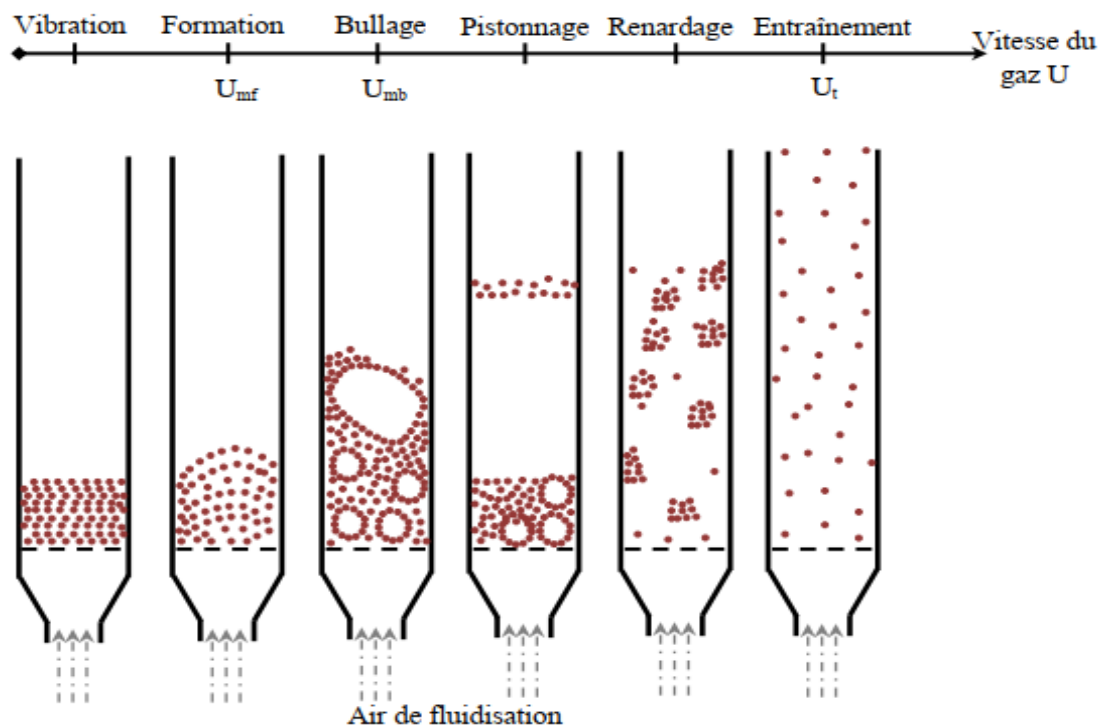 Vibration Formation Bullage Pistonnage Renardage Entraînement
Vitesse du
gaz U
Umf Umb Ut
Air de fluidisation